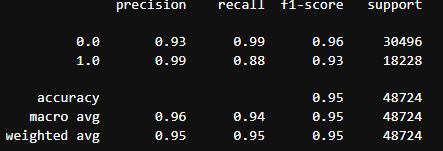 precision recall f1-score support
0.0 0.93 0.99 0.96 30496
1.0 0.99 0.88 0.93 18228
accuracy 0.95 48724
macro avg 0.96 0.94 0.95 48724
weighted avg 0.95 0.95 0.95 48724